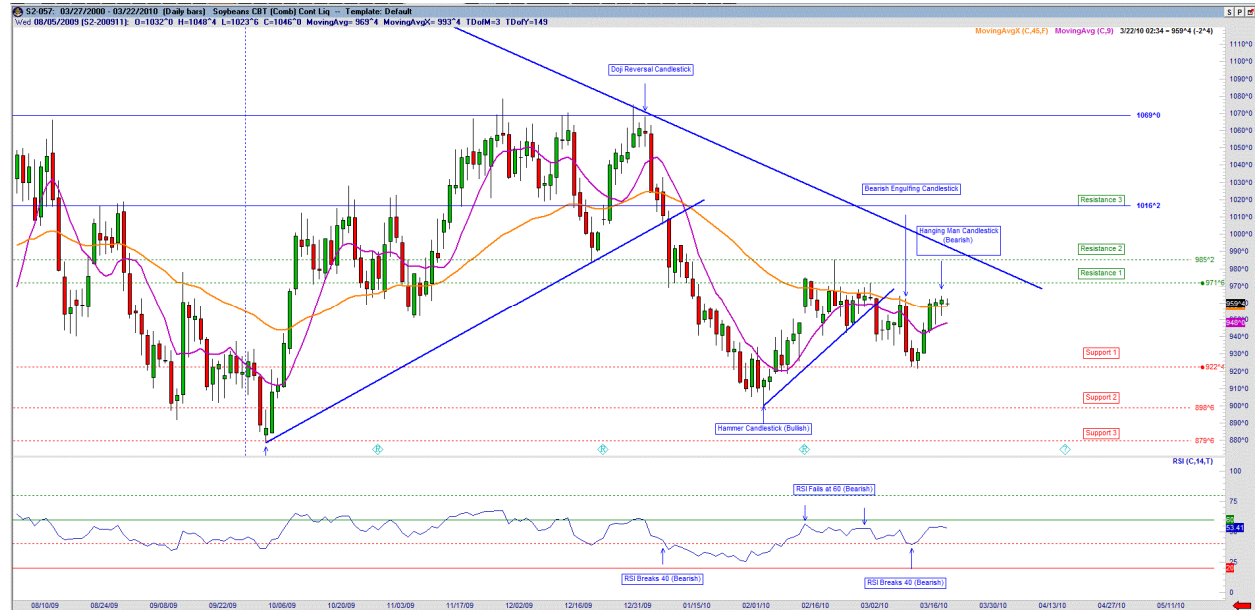 S2-057: 03/27/2000 - 03/22/2010 (Daily bars) Soybeans CBT (Comb) Cont Liq -- Template: Default
S P
Wed 08/05/2009 (S2-200911): O=1032^0 H=1048^4 L=1023^6 C=1046^0 MovingAvg= 969^4 MovingAvgX= 993^4 TDofM=3 TDofY=149
MovingAvgX (C,45,F) MovingAvg (C,9) 3/22/10 02:34 = 959^4 (-2^4)
1110^0
1100^0
Doji Reversal Candlestick
1090^0
1080^0
1069^0
1070^0
1060^0
1050^0
1040^0
Bearish Engulfing Candlestick
1030^0
1020^0
Resistance 3
1016^2
1010^0
Hanging Man Candlestick
(Bearish)
1000^0
Resistance 2
990^0
985^2
980^0
Resistance 1
971^6
970^0
959^4
948^0
940^0
Support 1
930^0
922^4
920^0
910^0
Support 2
898^6
900^0
890^0
Hammer Candlestick (Bullish)
Support 3
879^6
880^0
R
R
R
?
RSI (C,14,T)
100
RSI Fails at 60 (Bearish)
75
53.41
25
RSI Breaks 40 (Bearish)
RSI Breaks 40 (Bearish)
0
08/10/09 08/24/09 09/08/09 09/22/09 10/06/09 10/20/09 11/03/09 11/17/09 12/02/09 12/16/09 12/31/09 01/15/10 02/01/10 02/16/10 03/02/10 03/16/10 03/30/10 04/13/10 04/27/10 05/11/10